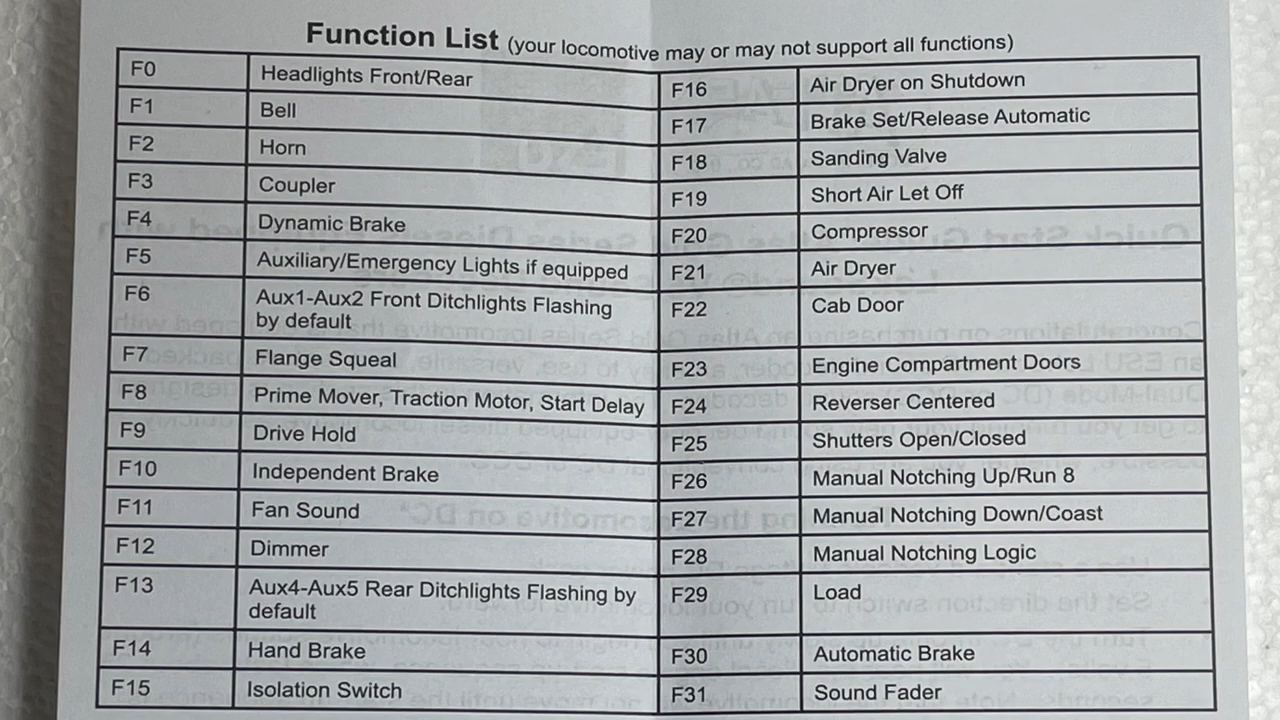 Function List (your locomotive may or may not support all functions)
F0 Headlights Front/Rear
F1 Bell
F2 Horn
F3 Coupler
F4 Dynamic Brake
F5 Auxiliary/Emergency Lights if equipped
F6 Aux1-Aux2 Front Ditchlights Flashing
by default
F7 Flange Squeal
F8 Prime Mover, Traction Motor, Start Delay
F9 Drive Hold
F10 Independent Brake
F11 Fan Sound
F12 Dimmer
F13 Aux4-Aux5 Rear Ditchlights Flashing by
default
F14 Hand Brake
F15 Isolation Switch
F16 Air Dryer on Shutdown
F17 Brake Set/Release Automatic
F18 Sanding Valve
F19 Short Air Let Off
F20 Compressor
F21 Air Dryer
F22 Cab Door
F23 Engine Compartment Doors
F24 Reverser Centered
F25 Shutters Open/Closed
F26 Manual Notching Up/Run 8
F27 Manual Notching Down/Coast
F28 Manual Notching Logic
F29 Load
F30 Automatic Brake
F31 Sound Fader